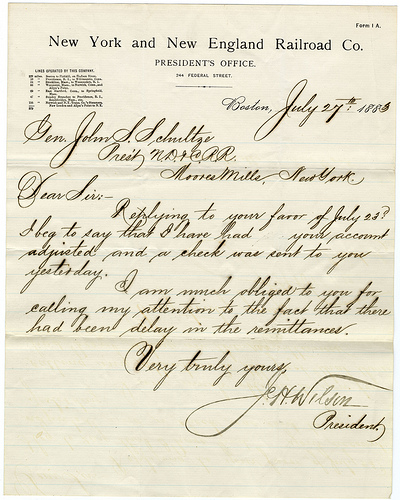 Form 1 A.
New York and New England Railroad Co.
PRESIDENT'S OFFICE.
244 FEDERAL STREET.
LINES OPERATED BY THIS COMPANY.
Boston, July 27th 1883
Gen. John S. Schultze
Prest. N.D. & C.R.R.
Moores Mills, New York.
Dear Sir:-
Replying to your favor of July 23d
I beg to say that I have had your account
adjusted and a check was sent to you
yesterday.
I am much obliged to you for
calling my attention to the fact that there
had been delay in the remittances.
Very truly yours,
J.H. Wilson
President